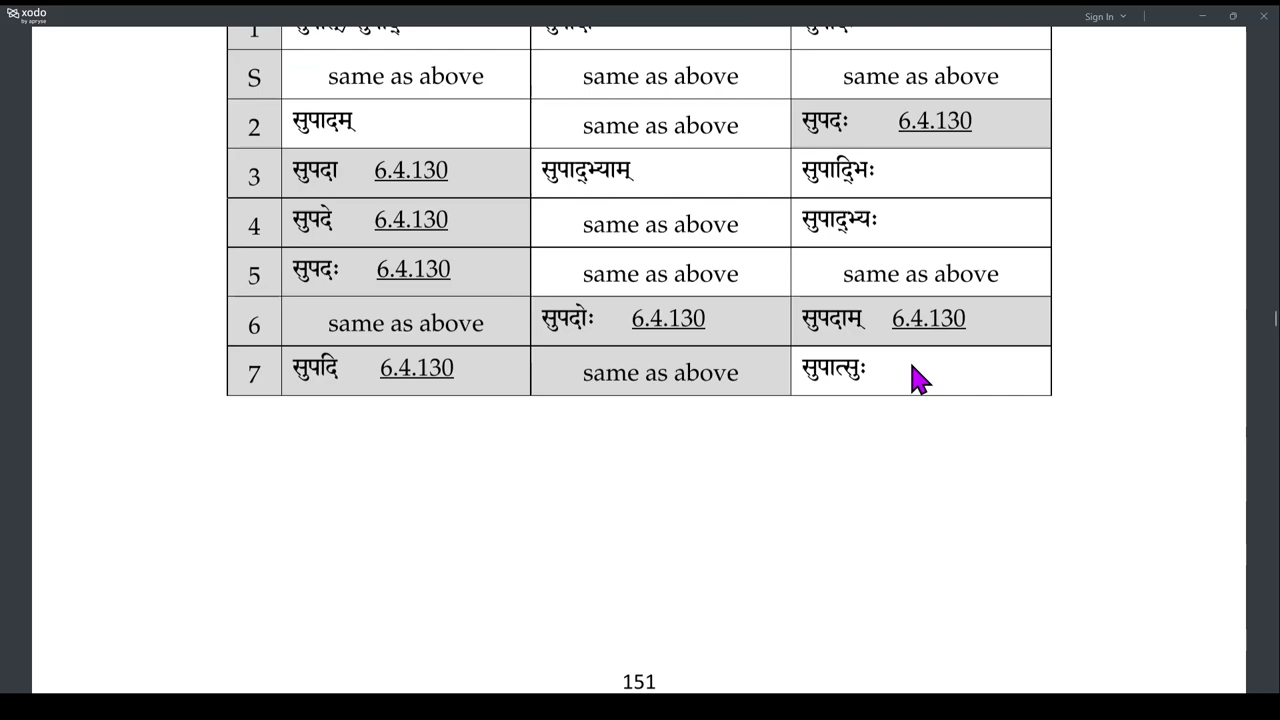 xodo
by apryse
Sign In
1
S same as above same as above same as above
2 सुपादम् same as above सुपदः 6.4.130
3 सुपदा 6.4.130 सुपाद्भ्याम् सुपाद्भिः
4 सुपदे 6.4.130 same as above सुपाद्भ्यः
5 सुपदः 6.4.130 same as above same as above
6 same as above सुपदोः 6.4.130 सुपदाम् 6.4.130
7 सुपदि 6.4.130 same as above सुपात्सुः
151